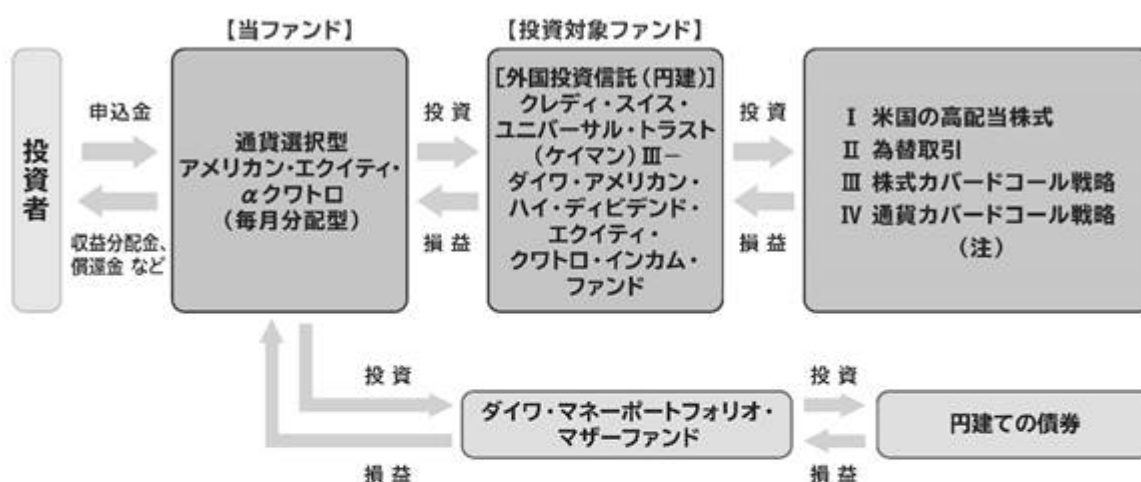 【当ファンド】
【投資対象ファンド】
投資者
申込金
収益分配金、
償還金 など
通貨選択型
アメリカン・エクイティ・
αクワトロ
（毎月分配型）
投資
損益
[外国投資信託（円建）]
クレディ・スイス・
ユニバーサル・トラスト
（ケイマン）Ⅲ－
ダイワ・アメリカン・
ハイ・ディビデンド・
エクイティ・
クワトロ・インカム・
ファンド
投資
損益
Ⅰ 米国の高配当株式
Ⅱ 為替取引
Ⅲ 株式カバードコール戦略
Ⅳ 通貨カバードコール戦略
（注）
投資
損益
ダイワ・マネーポートフォリオ・
マザーファンド
投資
損益
円建ての債券